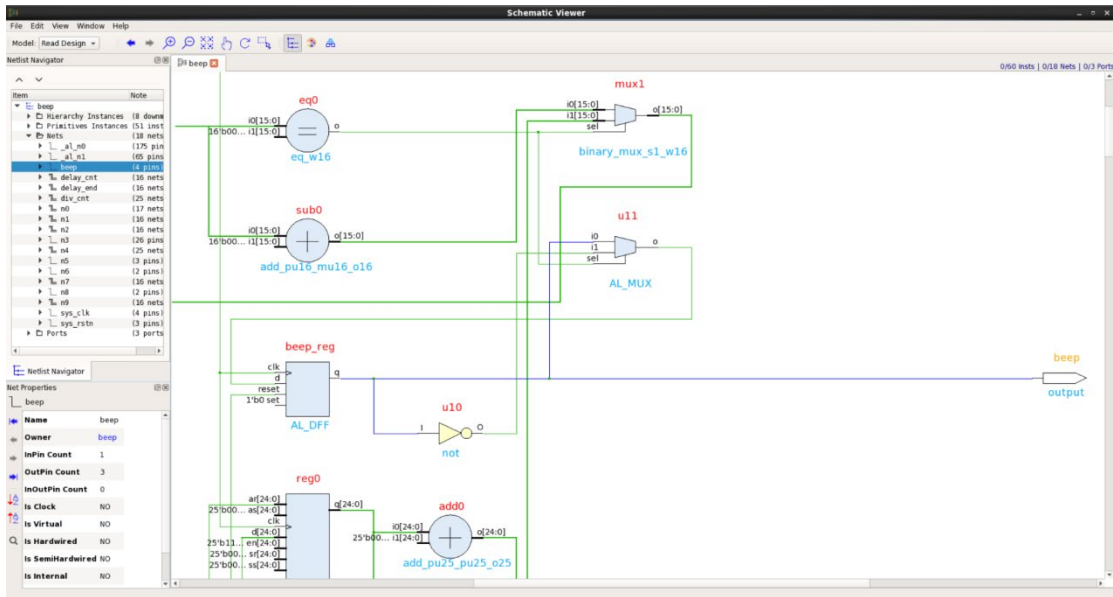 Schematic Viewer
File Edit View Window Help
Model: Read Design
Netlist Navigator
beep
0/60 Insts | 0/18 Nets | 0/3 Ports
Item Note
beep
Hierarchy Instances (8 downw
Primitives Instances (51 inst
Nets (18 nets
_al_n0 (175 pin
_al_n1 (65 pins
beep (4 pins)
delay_cnt (16 nets
delay_end (16 nets
div_cnt (25 nets
n0 (17 nets
n1 (16 nets
n2 (16 nets
n3 (26 pins
n4 (25 nets
n5 (3 pins)
n6 (2 pins)
n7 (16 nets
n8 (2 pins)
n9 (16 nets
sys_clk (4 pins)
sys_rstn (3 pins)
Ports (3 ports
Netlist Navigator
Net Properties
beep
Name beep
Owner beep
InPin Count 1
OutPin Count 3
InOutPin Count 0
Is Clock NO
Is Virtual NO
Is Hardwired NO
Is SemiHardwired NO
Is Internal NO
eq0
i0[15:0]
16'b00... i1[15:0]
o
=
eq_w16
mux1
i0[15:0]
i1[15:0]
sel
o[15:0]
binary_mux_s1_w16
sub0
i0[15:0]
16'b00... i1[15:0]
o[15:0]
+
add_pu16_mu16_o16
u11
i0
i1
sel
o
AL_MUX
beep_reg
clk
d
reset
1'b0 set
q
AL_DFF
u10
I
O
not
beep
output
reg0
ar[24:0]
25'b00... as[24:0]
clk
d[24:0]
25'b11... en[24:0]
25'b00... sr[24:0]
25'b00... ss[24:0]
q[24:0]
add0
i0[24:0]
25'b00... i1[24:0]
o[24:0]
+
add_pu25_pu25_o25